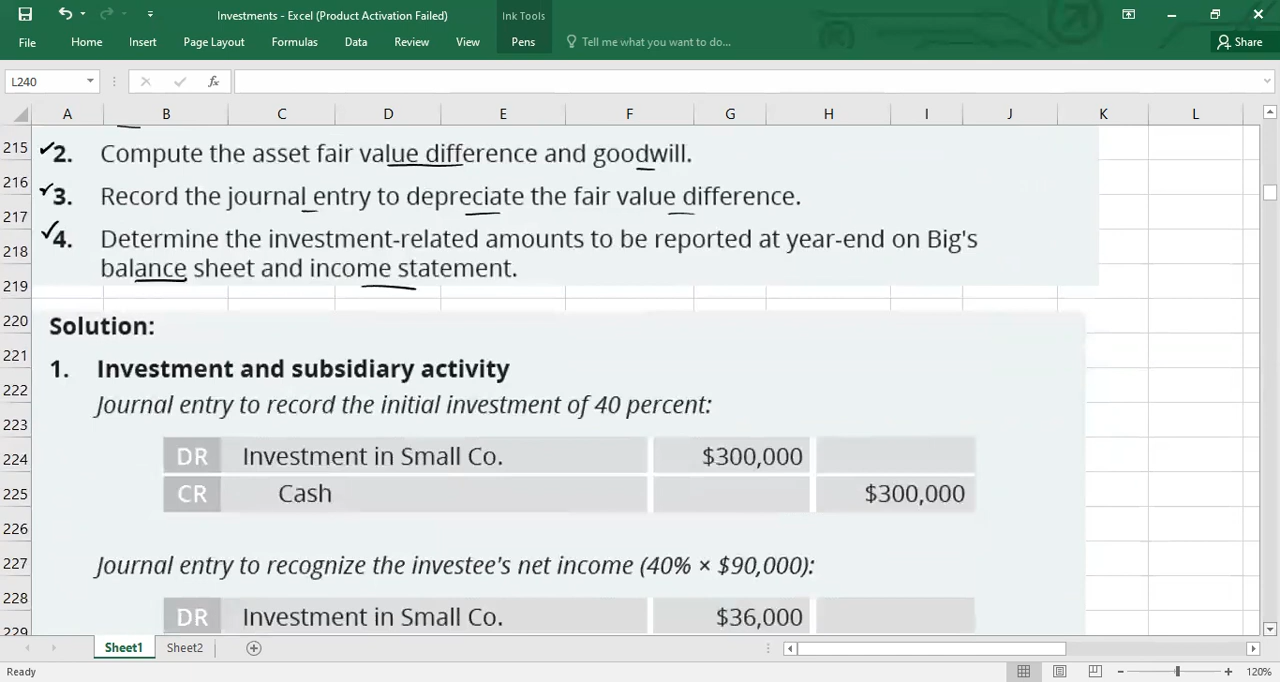 Investments - Excel (Product Activation Failed)
Ink Tools
File Home Insert Page Layout Formulas Data Review View Pens Tell me what you want to do... Share
L240 fx
A B C D E F G H I J K L
215 2. Compute the asset fair value difference and goodwill.
216 3. Record the journal entry to depreciate the fair value difference.
217
218 4. Determine the investment-related amounts to be reported at year-end on Big's
219 balance sheet and income statement.
220 Solution:
221
222 1. Investment and subsidiary activity
223 Journal entry to record the initial investment of 40 percent:
224 DR Investment in Small Co. $300,000
225 CR Cash $300,000
226
227 Journal entry to recognize the investee's net income (40% × $90,000):
228 DR Investment in Small Co. $36,000
229
Sheet1 Sheet2
Ready 120%